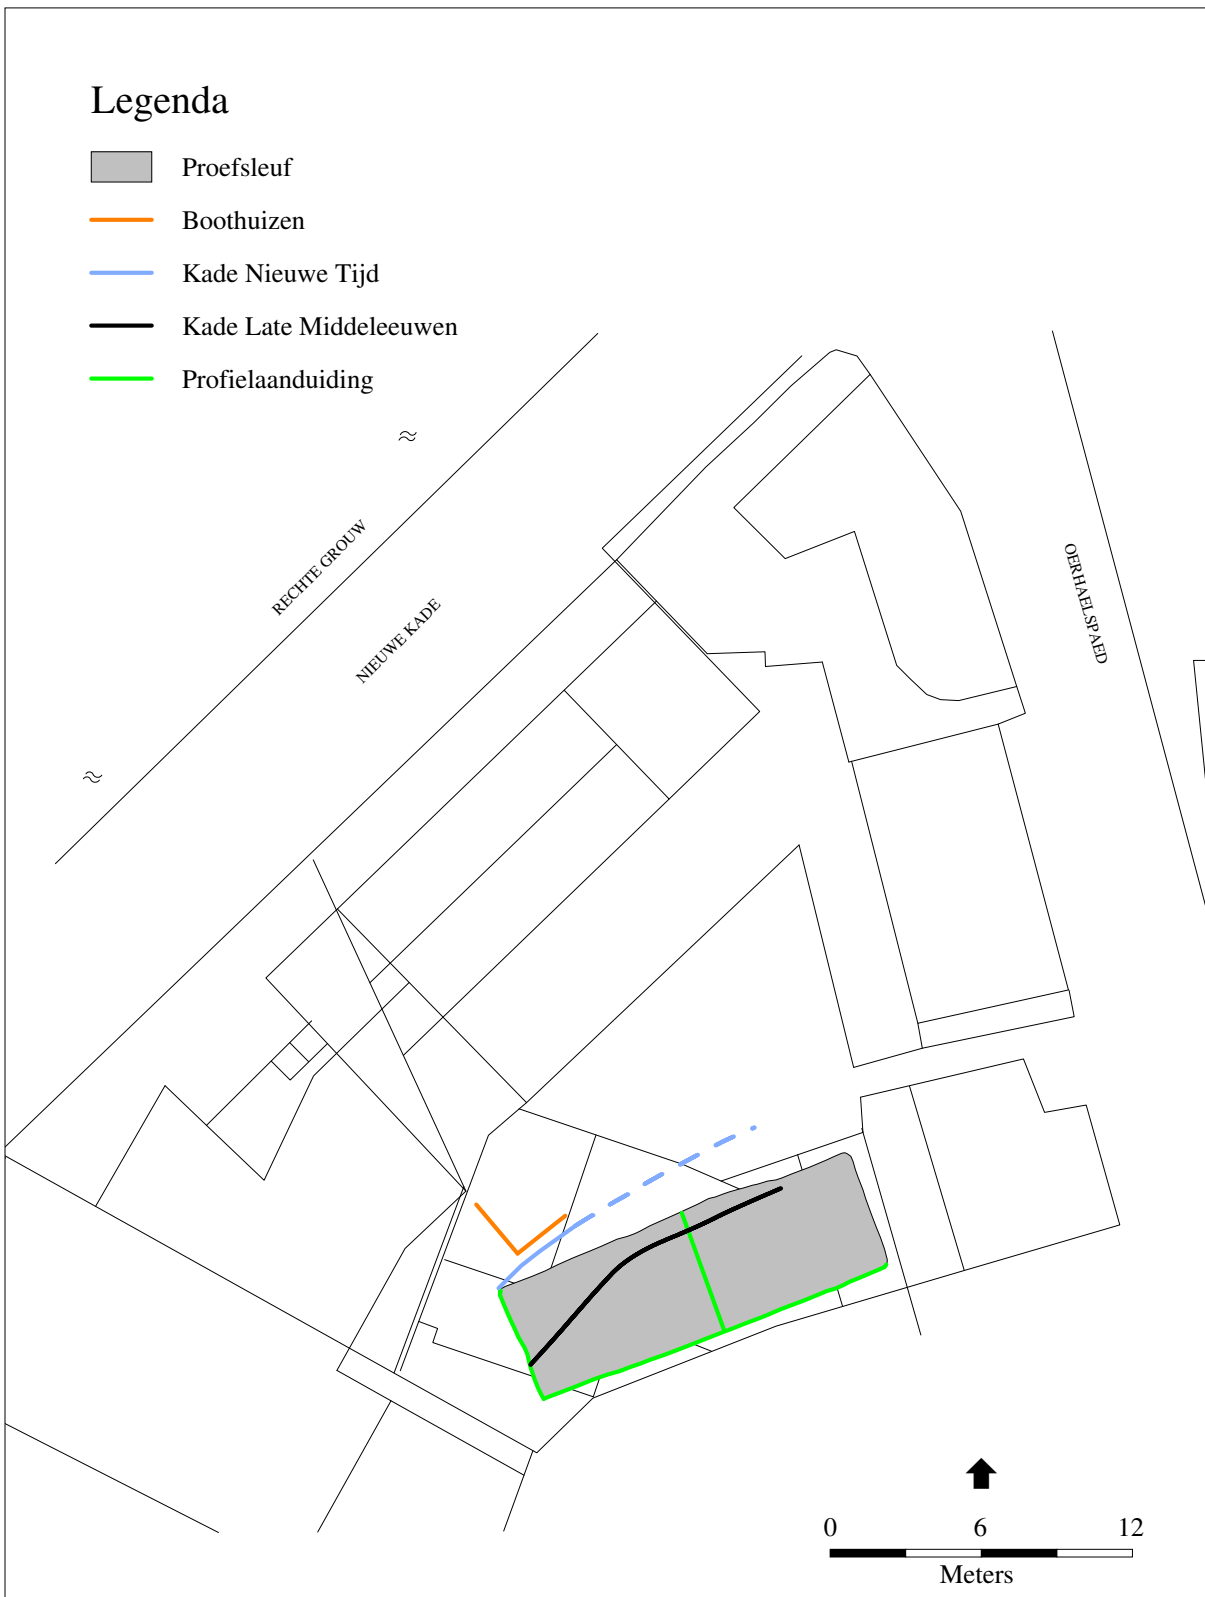 Legenda
Proefsleuf
Boothuizen
Kade Nieuwe Tijd
Kade Late Middeleeuwen
Profielaanduiding
RECHTE GROUW
NIEUWE KADE
OERHAELSPAED
0 6 12
Meters